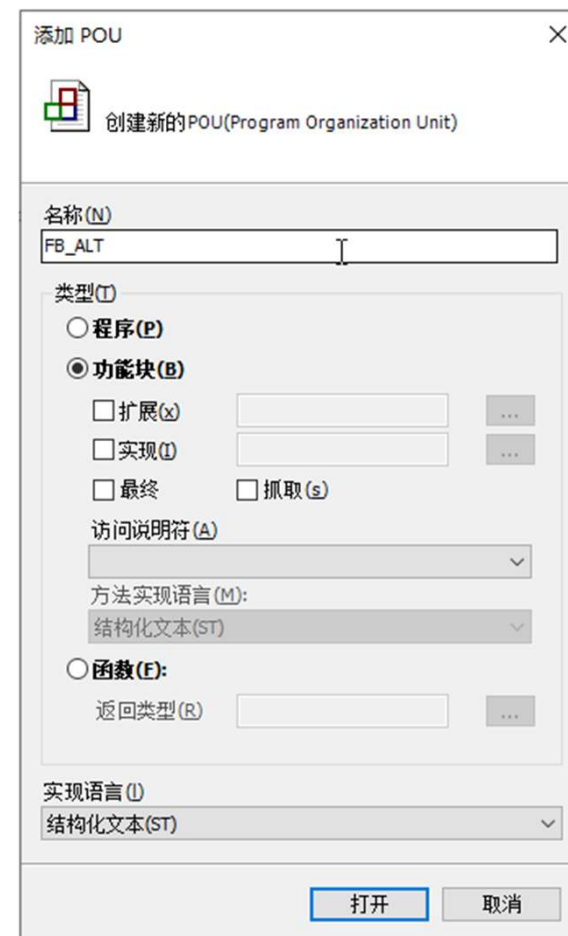 添加 POU
创建新的POU(Program Organization Unit)
名称(N)
FB_ALT
类型(T)
程序(P)
功能块(B)
扩展(x)
...
实现(I)
...
最终 抓取(s)
访问说明符(A)
方法实现语言(M):
结构化文本(ST)
函数(F):
返回类型(R)
...
实现语言(I)
结构化文本(ST)
打开 取消